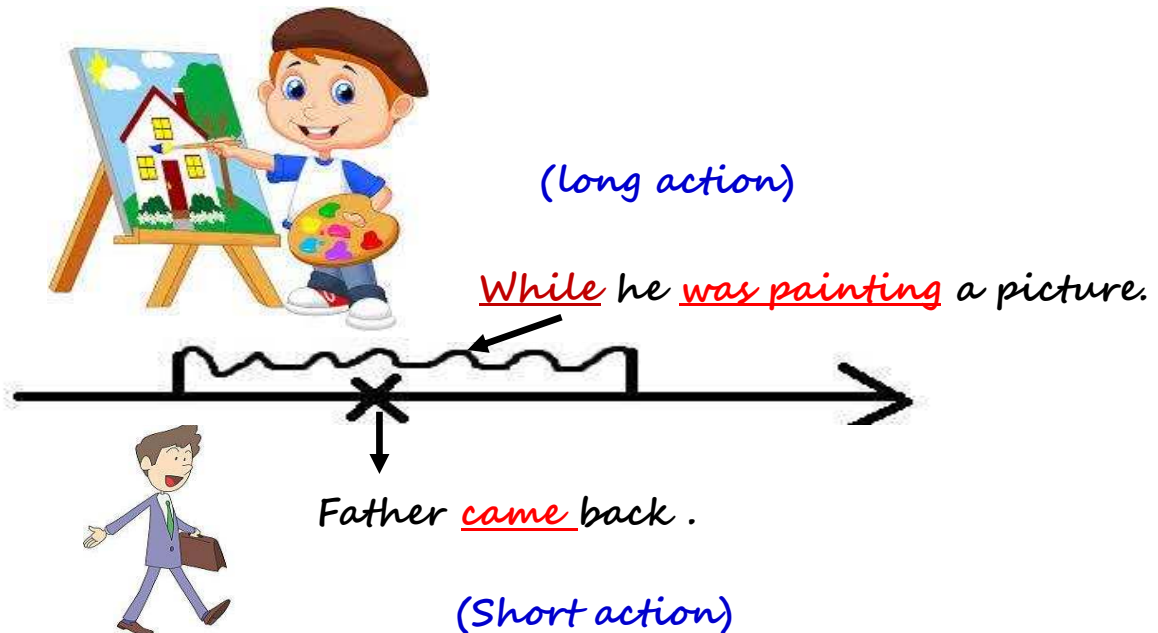 (long action)
While he was painting a picture.
Father came back .
(Short action)